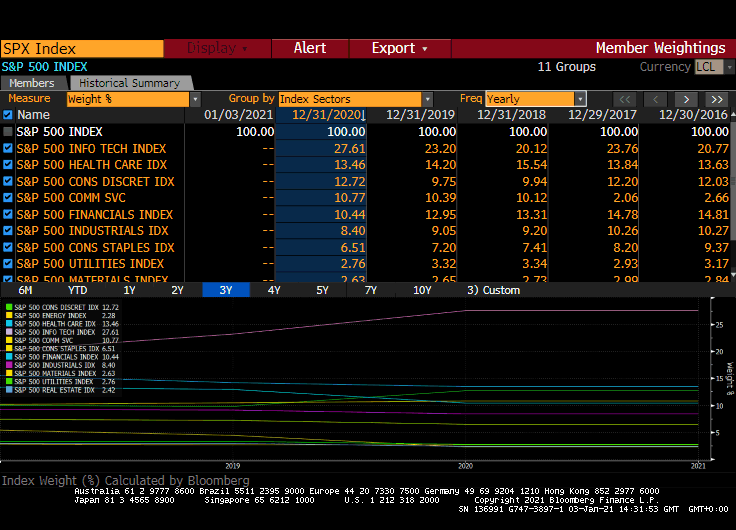 SPX Index Display Alert Export Member Weightings
S&P 500 INDEX 11 Groups Currency LCL
Members Historical Summary
Measure Weight % Group by Index Sectors Freq Yearly << < > >>
Name 01/03/2021 12/31/2020↓ 12/31/2019 12/31/2018 12/29/2017 12/30/2016
S&P 500 INDEX 100.00 100.00 100.00 100.00 100.00 100.00
S&P 500 INFO TECH INDEX -- 27.61 23.20 20.12 23.76 20.77
S&P 500 HEALTH CARE IDX -- 13.46 14.20 15.54 13.84 13.63
S&P 500 CONS DISCRET IDX -- 12.72 9.75 9.94 12.20 12.03
S&P 500 COMM SVC -- 10.77 10.39 10.12 2.06 2.66
S&P 500 FINANCIALS INDEX -- 10.44 12.95 13.31 14.78 14.81
S&P 500 INDUSTRIALS IDX -- 8.40 9.05 9.20 10.26 10.27
S&P 500 CONS STAPLES IDX -- 6.51 7.20 7.41 8.20 9.37
S&P 500 UTILITIES INDEX -- 2.76 3.32 3.34 2.93 3.17
S&P 500 MATERIALS INDEX -- 2.63 2.65 2.73 2.99 2.84
6M YTD 1Y 2Y 3Y 4Y 5Y 7Y 10Y 3) Custom
S&P 500 CONS DISCRET IDX 12.72
S&P 500 ENERGY INDEX 2.28
S&P 500 HEALTH CARE IDX 13.46
S&P 500 INFO TECH INDEX 27.61
S&P 500 COMM SVC 10.77
S&P 500 CONS STAPLES IDX 6.51
S&P 500 FINANCIALS INDEX 10.44
S&P 500 INDUSTRIALS IDX 8.40
S&P 500 MATERIALS INDEX 2.63
S&P 500 UTILITIES INDEX 2.76
S&P 500 REAL ESTATE IDX 2.42
25
20
15
10
5
Weight %
2019 2020 2021
Index Weight (%) Calculated by Bloomberg
Australia 61 2 9777 8600 Brazil 5511 2395 9000 Europe 44 20 7330 7500 Germany 49 69 9204 1210 Hong Kong 852 2977 6000
Japan 81 3 4565 8900 Singapore 65 6212 1000 U.S. 1 212 318 2000 Copyright 2021 Bloomberg Finance L.P.
SN 136991 G747-3897-1 03-Jan-21 14:31:53 GMT GMT+0:00